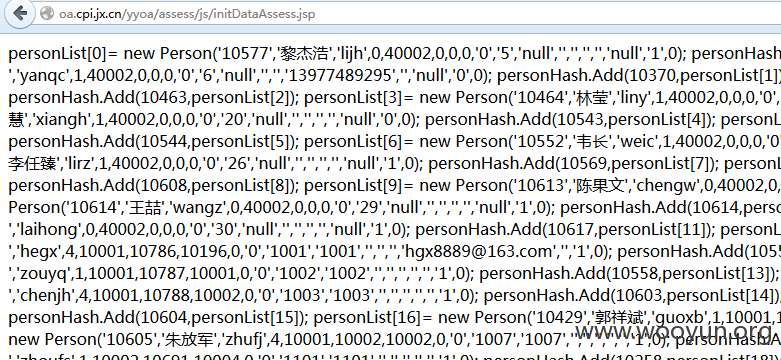 oa.cpi.jx.cn/yyoa/assess/js/initDataAssess.jsp
personList[0]= new Person('10577','黎杰浩','lijh',0,40002,0,0,0,'0','5','null','','','','','null','1',0); personHash
','yanqc',1,40002,0,0,0,'0','6','null','','','13977489295','','null','0',0); personHash.Add(10370,personList[1])
personHash.Add(10463,personList[2]); personList[3]= new Person('10464','林莹','liny',1,40002,0,0,0,'0'
慧','xiangh',1,40002,0,0,0,'0','20','null','','','','','null','0',0); personHash.Add(10543,personList[4]); personL
personHash.Add(10544,personList[5]); personList[6]= new Person('10552','韦长','weic',1,40002,0,0,0,'0
李任臻','lirz',1,40002,0,0,0,'0','26','null','','','','','null','1',0); personHash.Add(10569,personList[7]); perso
personHash.Add(10608,personList[8]); personList[9]= new Person('10613','陈果文','chengw',0,40002,0,
Person('10614','王喆','wangz',0,40002,0,0,0,'0','29','null','','','','','null','1',0); personHash.Add(10614,perso
','laihong',0,40002,0,0,0,'0','30','null','','','','','null','1',0); personHash.Add(10617,personList[11]); person
','hegx',4,10001,10786,10196,0,'0','1001','1001','','','','hgx8889@163.com','','1',0); personHash.Add(105
','zouyq',1,10001,10787,10001,0,'0','1002','1002','','','','','','1',0); personHash.Add(10558,personList[13]);
','chenjh',4,10001,10788,10002,0,'0','1003','1003','','','','','','1',0); personHash.Add(10603,personList[14]);
personHash.Add(10604,personList[15]); personList[16]= new Person('10429','郭祥斌','guoxb',1,10001,1
new Person('10605','朱放军','zhufj',4,10001,10002,10002,0,'0','1007','1007','','','','','','1',0);
www.wooyun.org